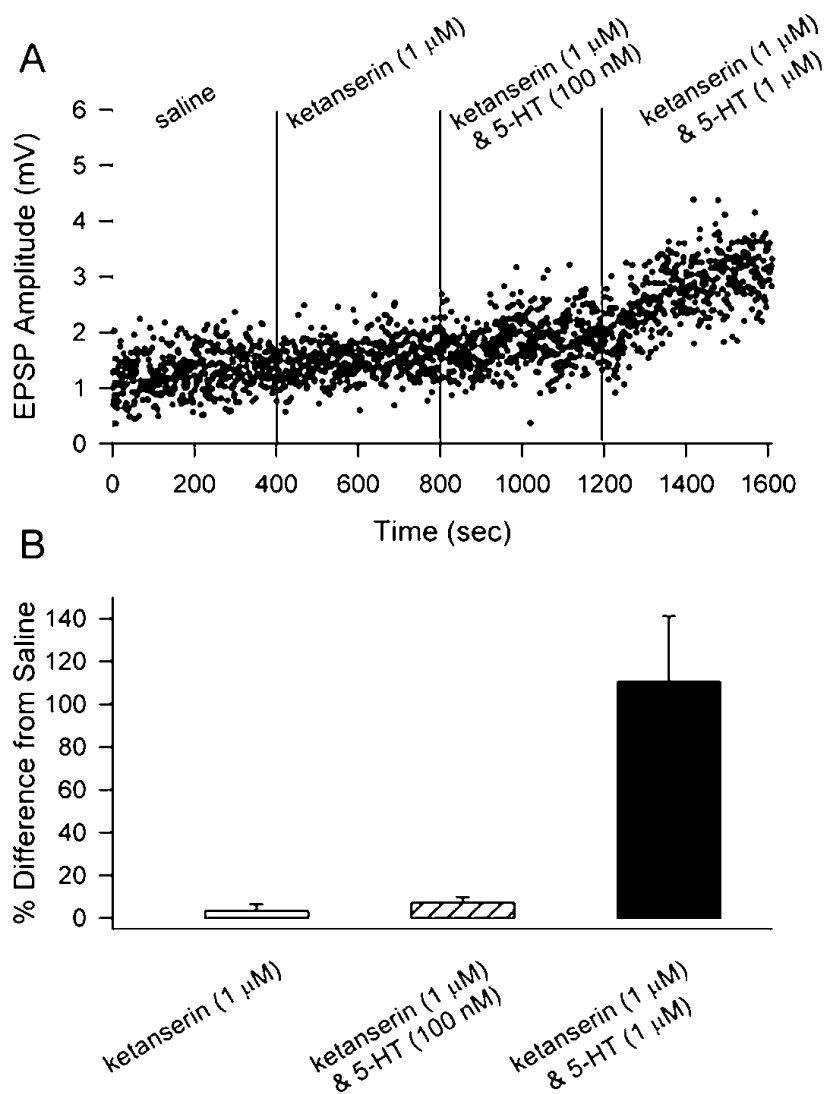 A
saline
ketanserin (1 μM)
ketanserin (1 μM)
& 5-HT (100 nM)
ketanserin (1 μM)
& 5-HT (1 μM)
EPSP Amplitude (mV)
6
5
4
3
2
1
0
0 200 400 600 800 1000 1200 1400 1600
Time (sec)
B
% Difference from Saline
140
120
100
80
60
40
20
0
ketanserin (1 μM)
ketanserin (1 μM)
& 5-HT (100 nM)
ketanserin (1 μM)
& 5-HT (1 μM)